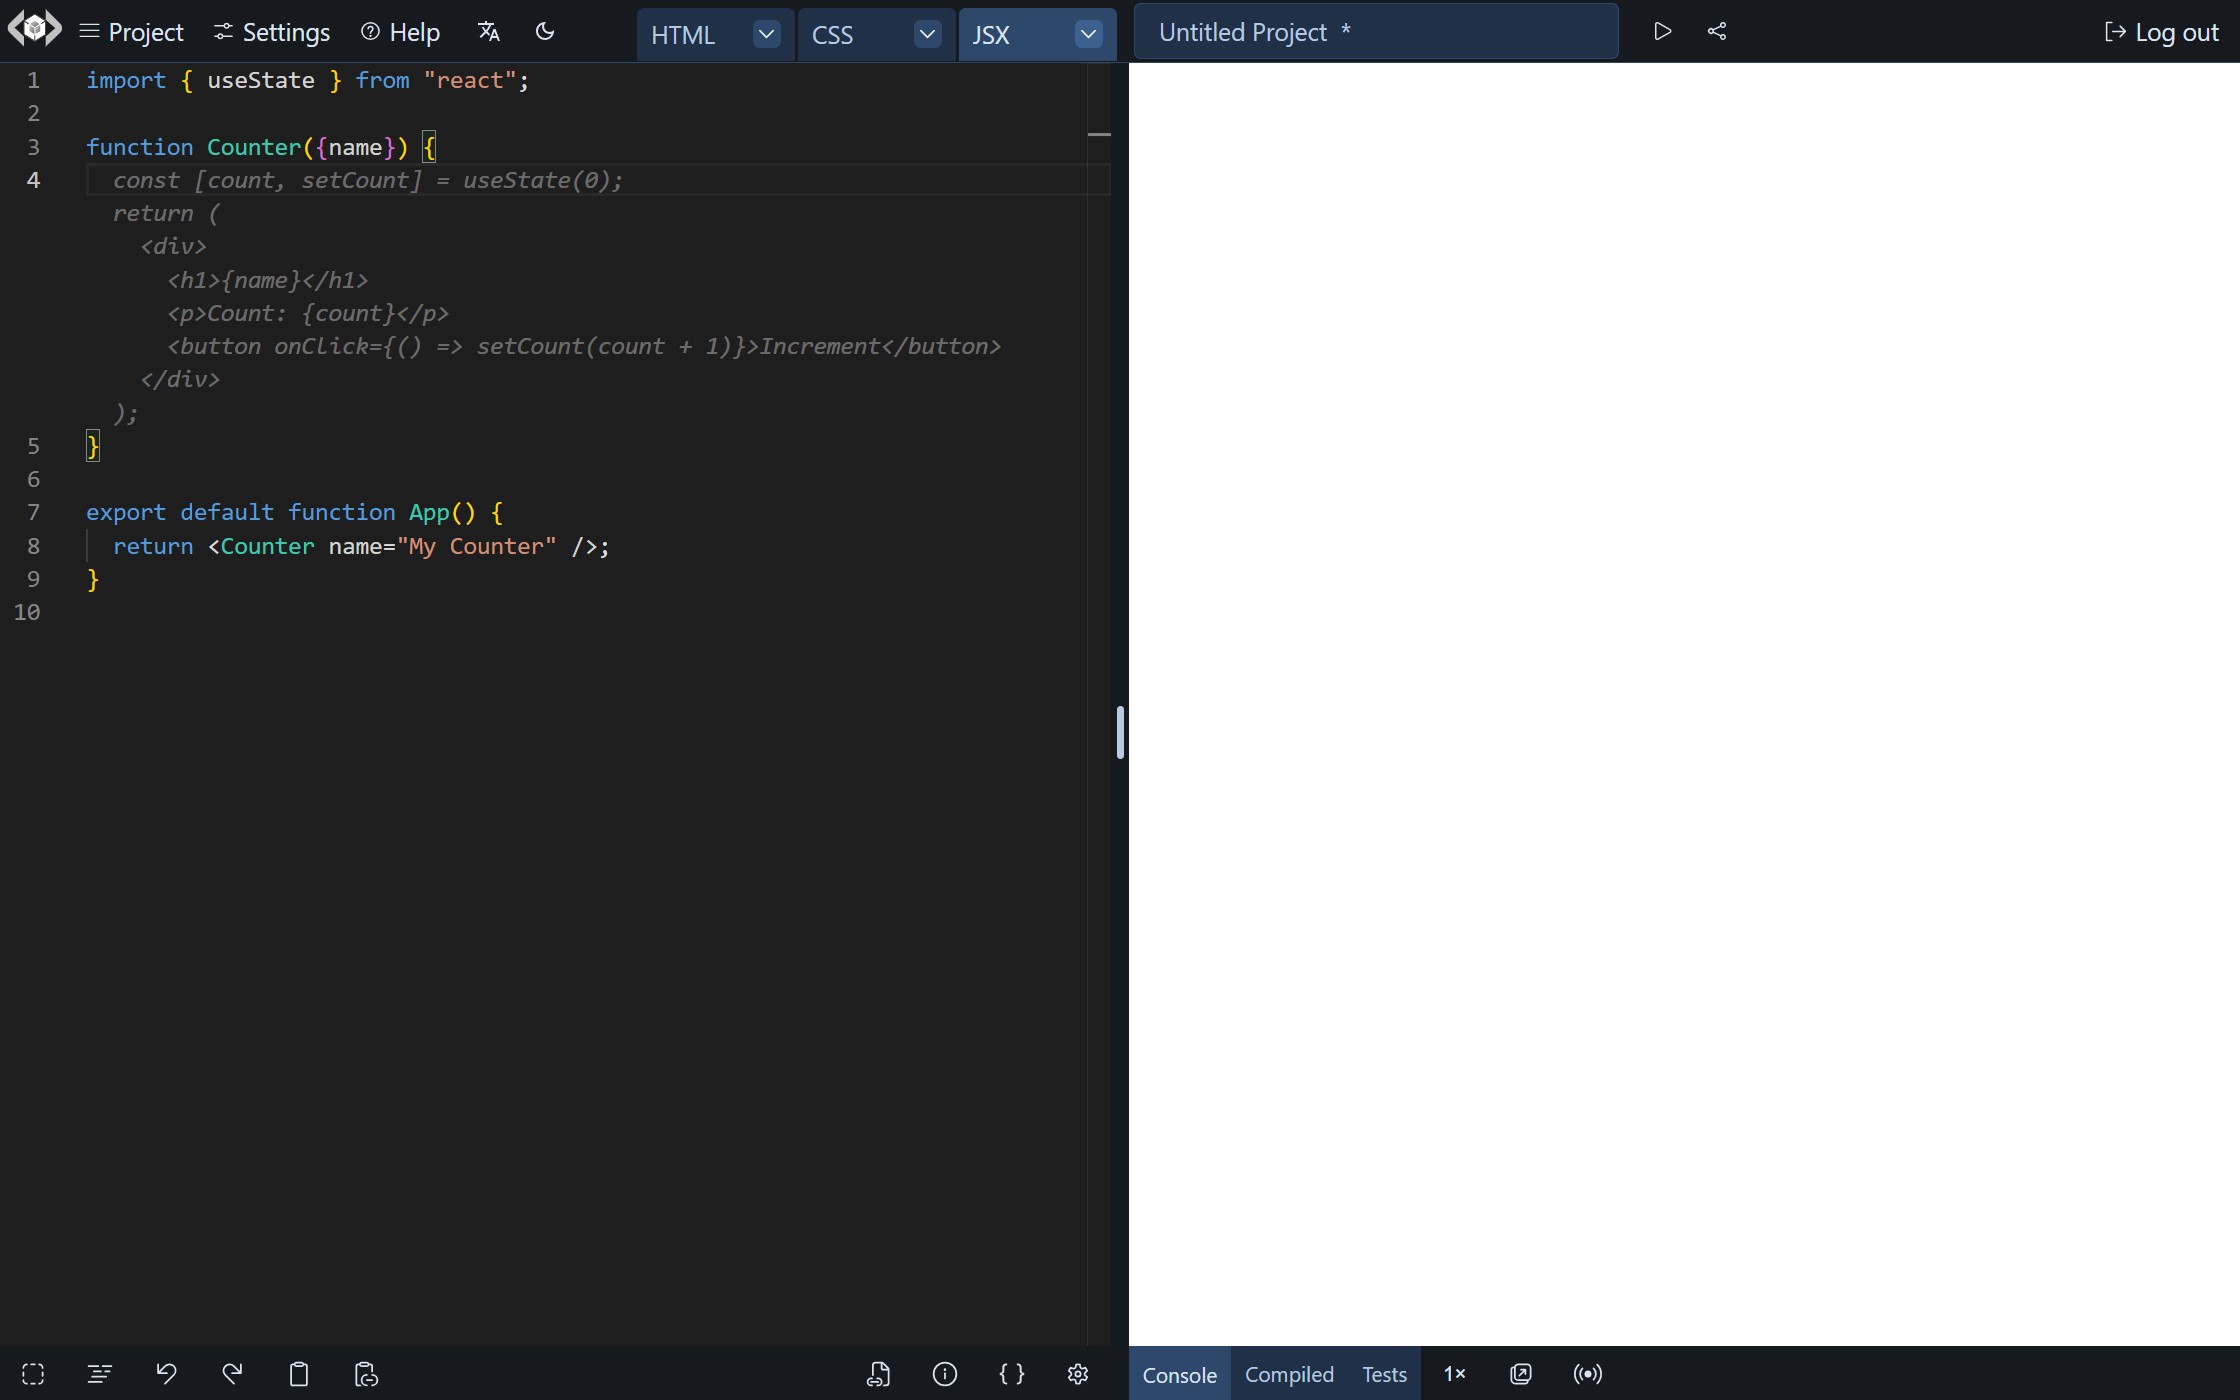 Project Settings Help HTML CSS JSX Untitled Project * Log out
1 import { useState } from "react";
2
3 function Counter({name}) {
4 const [count, setCount] = useState(0);
return (
<div>
<h1>{name}</h1>
<p>Count: {count}</p>
<button onClick={() => setCount(count + 1)}>Increment</button>
</div>
);
5 }
6
7 export default function App() {
8 return <Counter name="My Counter" />;
9 }
10
Console Compiled Tests 1×